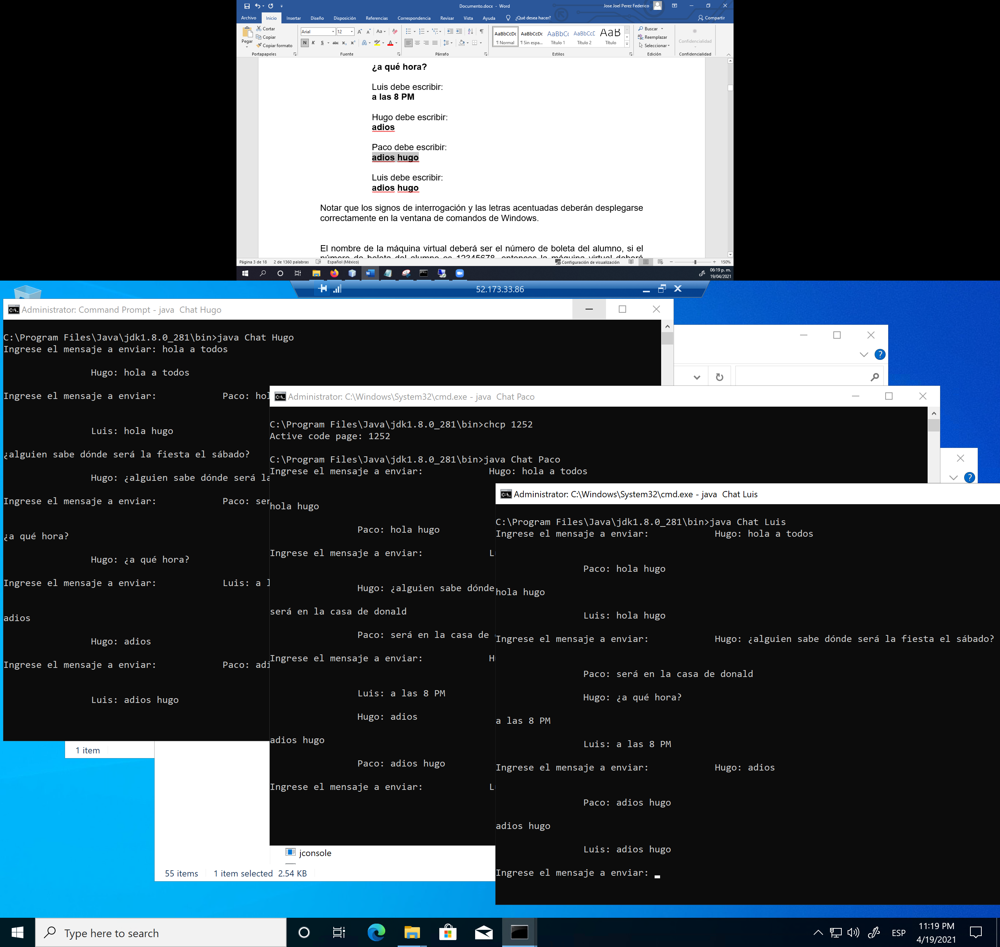 Documento.docx - Word
Jose Joel Perez Federico
Archivo Inicio Insertar Diseño Disposición Referencias Correspondencia Revisar Vista Ayuda ¿Qué desea hacer? Compartir
Pegar
Cortar
Copiar
Copiar formato
Portapapeles
Arial 12
N K S abc x₂ x²
Fuente
Párrafo
AaBbCcDc AaBbCcDc AaBbCc AaBbCcE AaB
¶ Normal ¶ Sin espa... Título 1 Título 2 Título
Estilos
Buscar
Reemplazar
Seleccionar
Edición
Confidencialidad
Confidencialidad
¿a qué hora?
Luis debe escribir:
a las 8 PM
Hugo debe escribir:
adios
Paco debe escribir:
adios hugo
Luis debe escribir:
adios hugo
Notar que los signos de interrogación y las letras acentuadas deberán desplegarse
correctamente en la ventana de comandos de Windows.
El nombre de la máquina virtual deberá ser el número de boleta del alumno, si el
número de boleta del alumno es 12345678, entonces la máquina virtual deberá
Página 3 de 18 2 de 1360 palabras Español (México) Configuración de visualización 150%
06:19 p. m.
19/04/2021
52.173.33.86
Administrator: Command Prompt - java Chat Hugo
C:\Program Files\Java\jdk1.8.0_281\bin>java Chat Hugo
Ingrese el mensaje a enviar: hola a todos
Hugo: hola a todos
Ingrese el mensaje a enviar: Paco: hol
Luis: hola hugo
¿alguien sabe dónde será la fiesta el sábado?
Hugo: ¿alguien sabe dónde será la
Ingrese el mensaje a enviar: Paco: ser
¿a qué hora?
Hugo: ¿a qué hora?
Ingrese el mensaje a enviar: Luis: a l
adios
Hugo: adios
Ingrese el mensaje a enviar: Paco: adi
Luis: adios hugo
Administrator: C:\Windows\System32\cmd.exe - java Chat Paco
C:\Program Files\Java\jdk1.8.0_281\bin>chcp 1252
Active code page: 1252
C:\Program Files\Java\jdk1.8.0_281\bin>java Chat Paco
Ingrese el mensaje a enviar: Hugo: hola a todos
hola hugo
Paco: hola hugo
Ingrese el mensaje a enviar: Lu
Hugo: ¿alguien sabe dónde
será en la casa de donald
Paco: será en la casa de
Ingrese el mensaje a enviar: H
Luis: a las 8 PM
Hugo: adios
adios hugo
Paco: adios hugo
Ingrese el mensaje a enviar: Lu
Administrator: C:\Windows\System32\cmd.exe - java Chat Luis
C:\Program Files\Java\jdk1.8.0_281\bin>java Chat Luis
Ingrese el mensaje a enviar: Hugo: hola a todos
Paco: hola hugo
hola hugo
Luis: hola hugo
Ingrese el mensaje a enviar: Hugo: ¿alguien sabe dónde será la fiesta el sábado?
Paco: será en la casa de donald
Hugo: ¿a qué hora?
a las 8 PM
Luis: a las 8 PM
Ingrese el mensaje a enviar: Hugo: adios
Paco: adios hugo
adios hugo
Luis: adios hugo
Ingrese el mensaje a enviar:
1 item
jconsole
55 items 1 item selected 2.54 KB
Type here to search
ESP
11:19 PM
4/19/2021